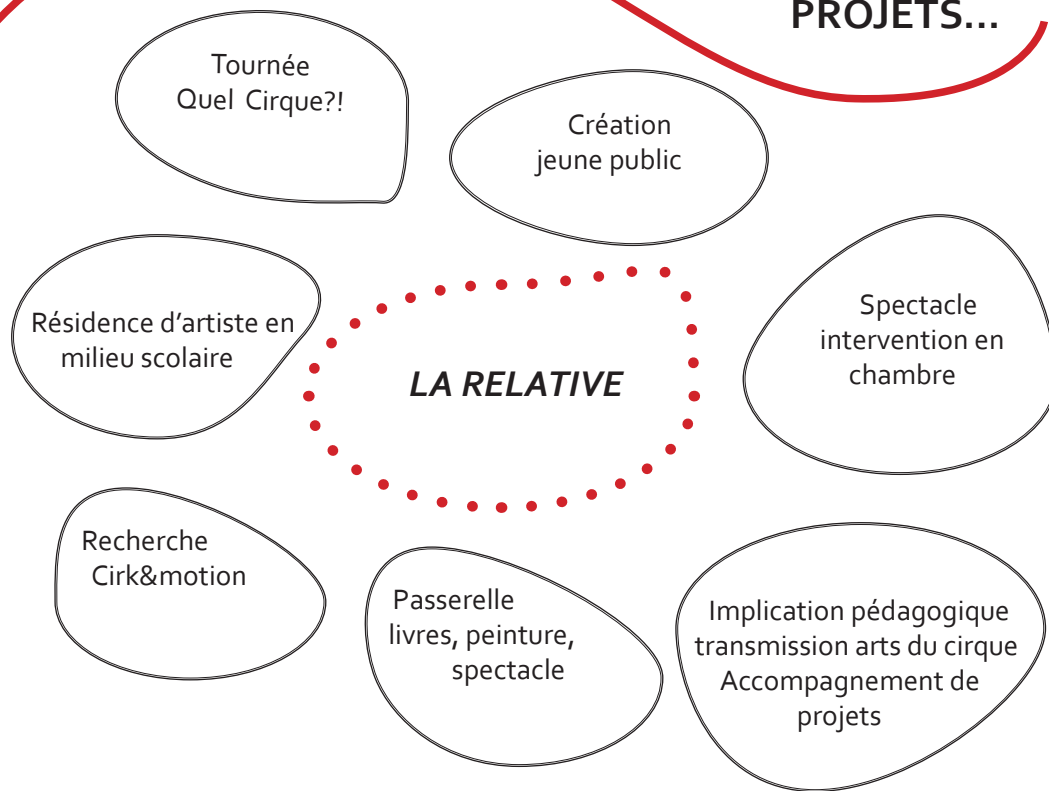 PROJETS...
Tournée
Quel Cirque?!
Création
jeune public
Résidence d'artiste en
milieu scolaire
LA RELATIVE
Spectacle
intervention en
chambre
Recherche
Cirk&motion
Passerelle
livres, peinture,
spectacle
Implication pédagogique
transmission arts du cirque
Accompagnement de
projets